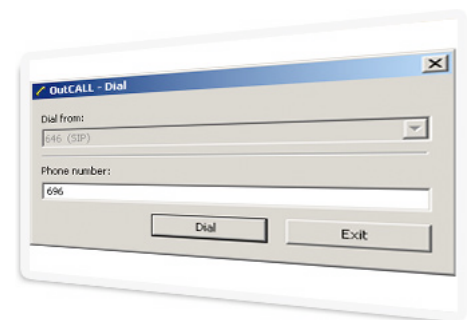 OutCALL - Dial
Dial from:
646 (SIP)
Phone number:
696
Dial
Exit